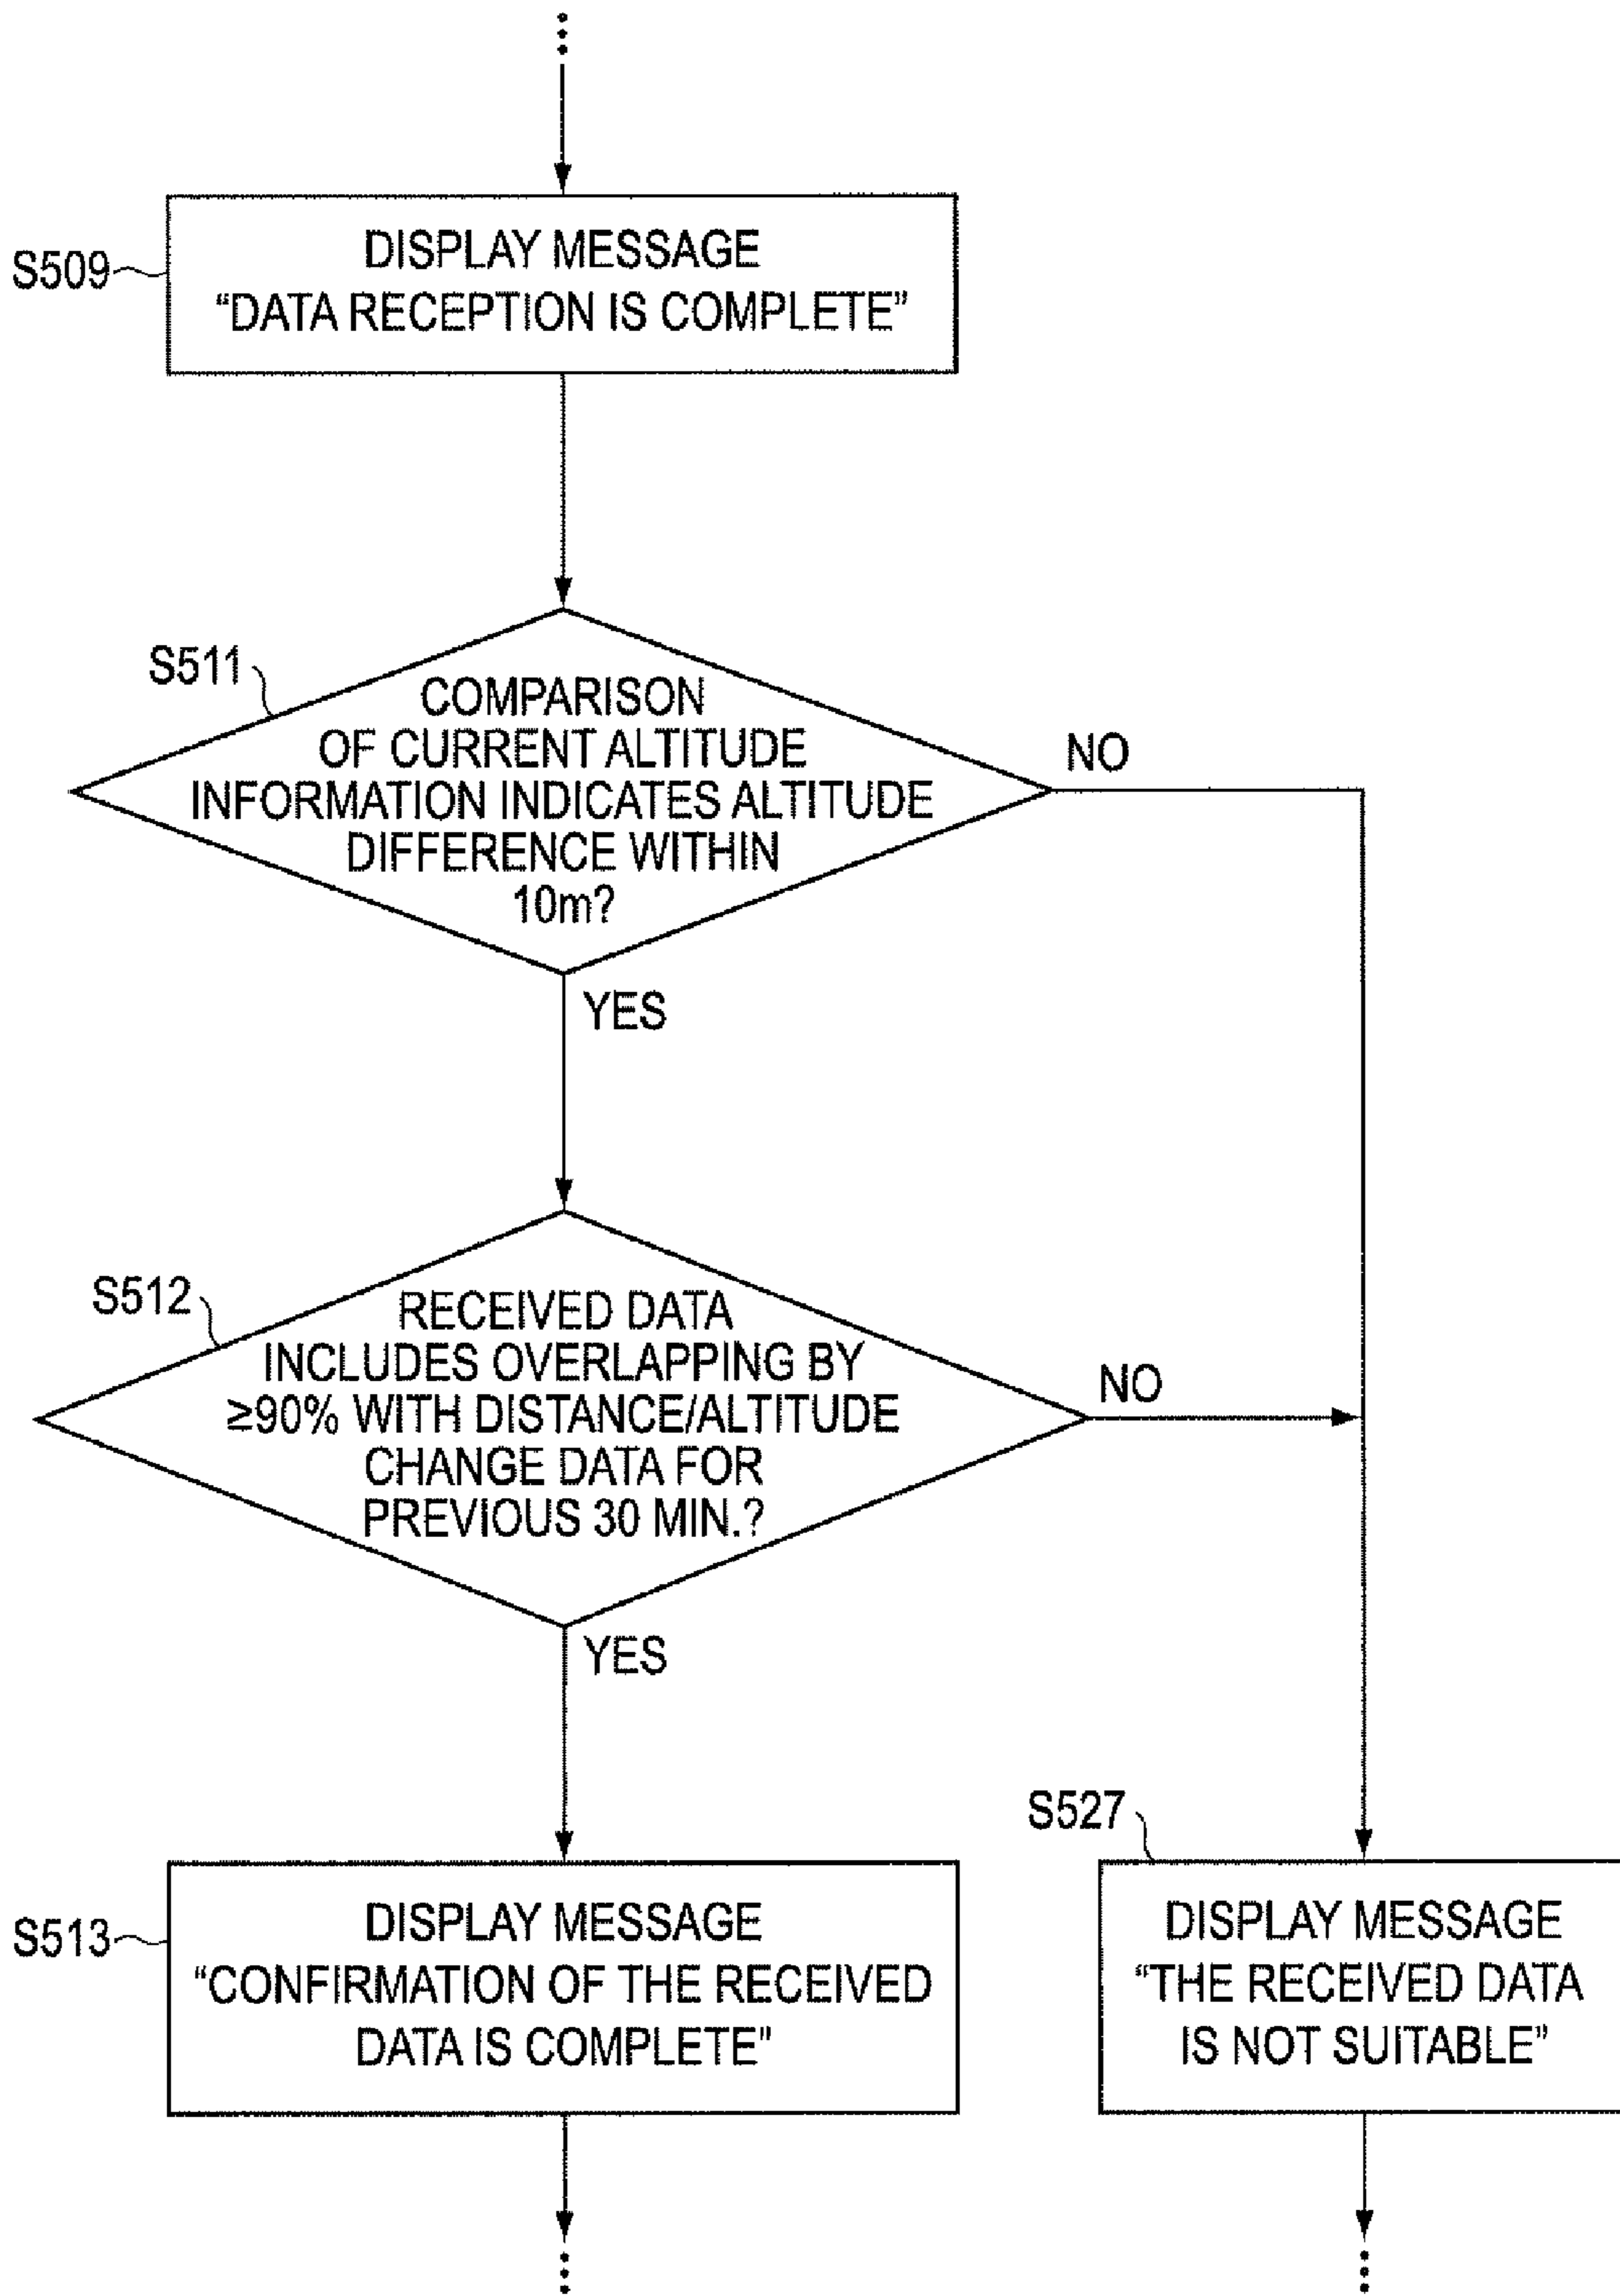 S509
DISPLAY MESSAGE
“DATA RECEPTION IS COMPLETE”
S511
COMPARISON
OF CURRENT ALTITUDE
INFORMATION INDICATES ALTITUDE
DIFFERENCE WITHIN
10m?
NO
YES
S512
RECEIVED DATA
INCLUDES OVERLAPPING BY
≥90% WITH DISTANCE/ALTITUDE
CHANGE DATA FOR
PREVIOUS 30 MIN.?
NO
YES
S513
DISPLAY MESSAGE
“CONFIRMATION OF THE RECEIVED
DATA IS COMPLETE”
S527
DISPLAY MESSAGE
“THE RECEIVED DATA
IS NOT SUITABLE”